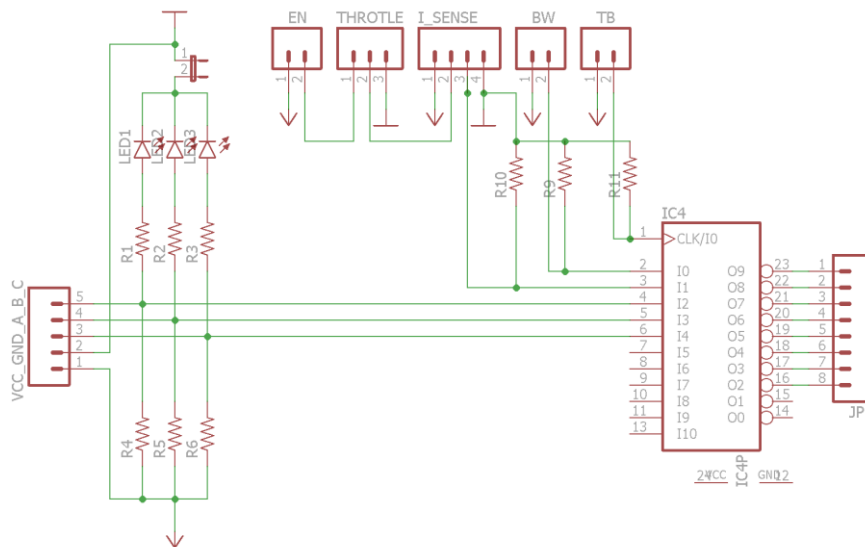 EN THROTLE I_SENSE BW TB
1 2 1 2 3 1 2 3 4 1 2 1 2
1
2
LED1 LED2 LED3
R10 R9 R11
IC4
1 CLK/I0
R1 R2 R3
2 I0 O9 23 1
3 I1 O8 22 2
5 4 I2 O7 21 3
4 5 I3 O6 20 4
3 6 I4 O5 19 5
2 7 I5 O4 18 6
1 8 I6 O3 17 7
9 I7 O2 16 8
10 I8 O1 15
11 I9 O0 14
13 I10
VCC_GND_A_B_C
JP
R4 R5 R6
24 VCC IC4P GND 12